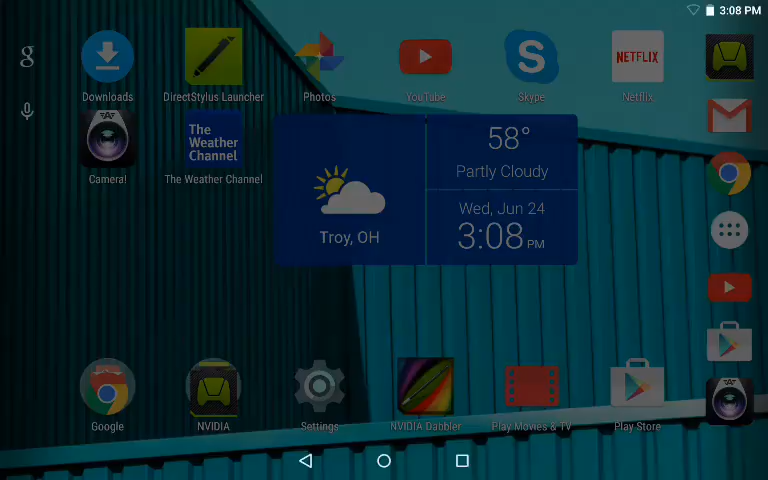 3:08 PM
g
Downloads
DirectStylus Launcher
Photos
YouTube
Skype
NETFLIX
Netflix
Camera!
The
Weather
Channel
The Weather Channel
58°
Partly Cloudy
Wed, Jun 24
3:08 PM
Troy, OH
Google
NVIDIA
Settings
NVIDIA Dabbler
Play Movies & TV
Play Store